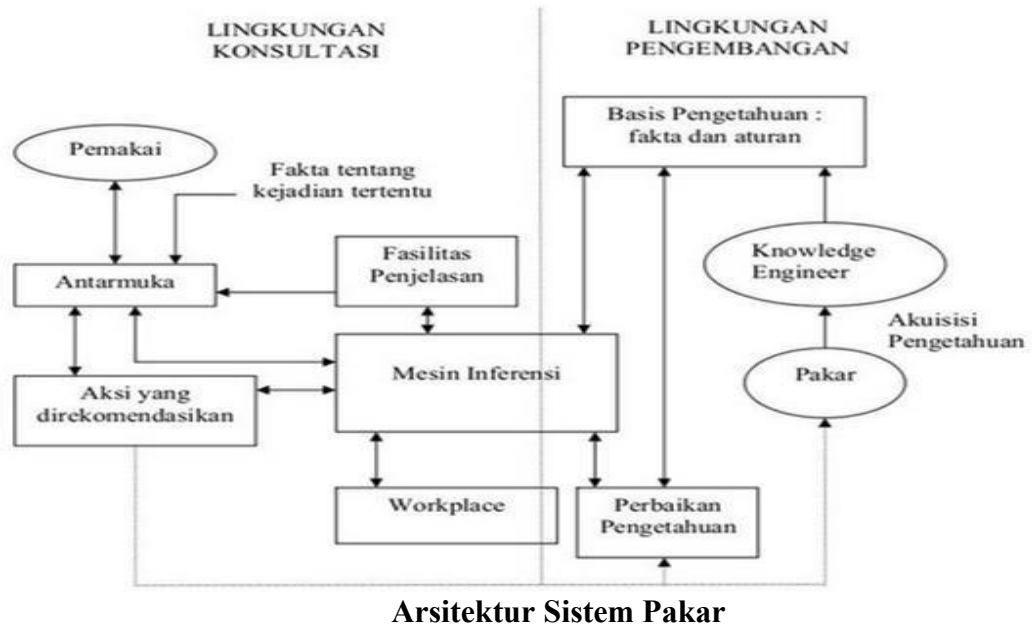 LINGKUNGAN
KONSULTASI
LINGKUNGAN
PENGEMBANGAN
Basis Pengetahuan :
fakta dan aturan
Pemakai
Fakta tentang
kejadian tertentu
Fasilitas
Penjelasan
Knowledge
Engineer
Antarmuka
Akuisisi
Pengetahuan
Mesin Inferensi
Pakar
Aksi yang
direkomendasikan
Workplace
Perbaikan
Pengetahuan
Arsitektur Sistem Pakar